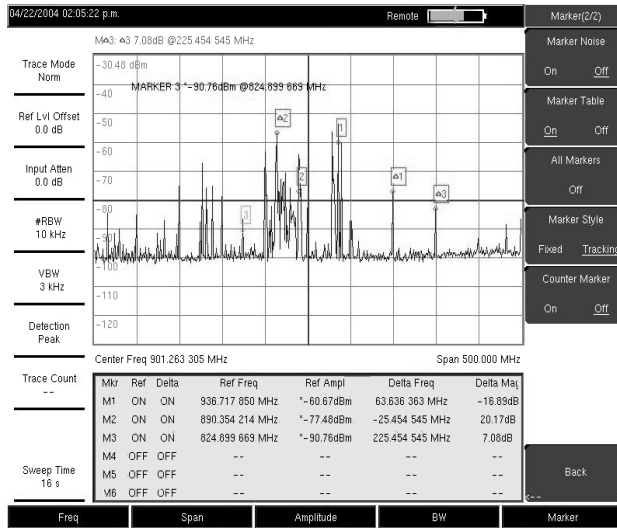 04/22/2004 02:05:22 p.m.
Remote
Marker(2/2)
MΔ3: Δ3 7.08 dB @225.454 545 MHz
Marker Noise
On Off
Trace Mode
Norm
-30.48 dBm
MARKER 3 *-90.76dBm @824.899 669 MHz
-40
Marker Table
On Off
Ref Lvl Offset
0.0 dB
-50
Δ2
1
-60
All Markers
Off
Input Atten
0.0 dB
-70
2
Δ1
Δ3
#RBW
10 kHz
-80
3
Marker Style
Fixed Tracking
-90
-100
VBW
3 kHz
Counter Marker
On Off
-110
Detection
Peak
-120
Center Freq 901.263 305 MHz
Span 500.000 MHz
Trace Count
--
Mkr Ref Delta Ref Freq Ref Ampl Delta Freq Delta Mag
M1 ON ON 936.717 850 MHz *-60.67dBm 63.636 363 MHz -16.89dB
M2 ON ON 890.354 214 MHz *-77.48dBm -25.454 545 MHz 20.17dB
M3 ON ON 824.899 669 MHz *-90.76dBm 225.454 545 MHz 7.08dB
M4 OFF OFF -- -- -- --
M5 OFF OFF -- -- -- --
M6 OFF OFF -- -- -- --
Sweep Time
16 s
Back
<--
Freq Span Amplitude BW Marker